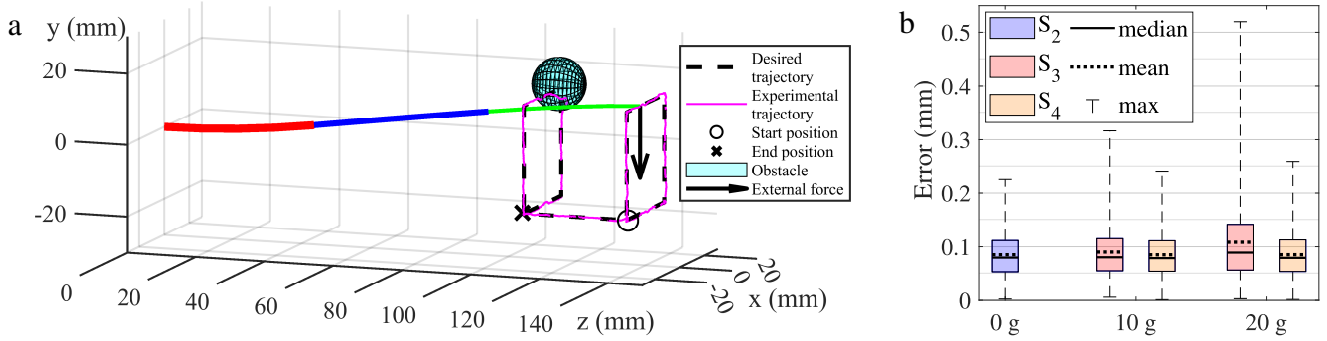 a
y (mm)
20
0
-20
0
20
40
60
80
100
120
140
z (mm)
-20
0
20
x (mm)
Desired
trajectory
Experimental
trajectory
Start position
End position
Obstacle
External force
b
Error (mm)
0.5
0.4
0.3
0.2
0.1
0
S2 median
S3 mean
S4 max
0 g
10 g
20 g